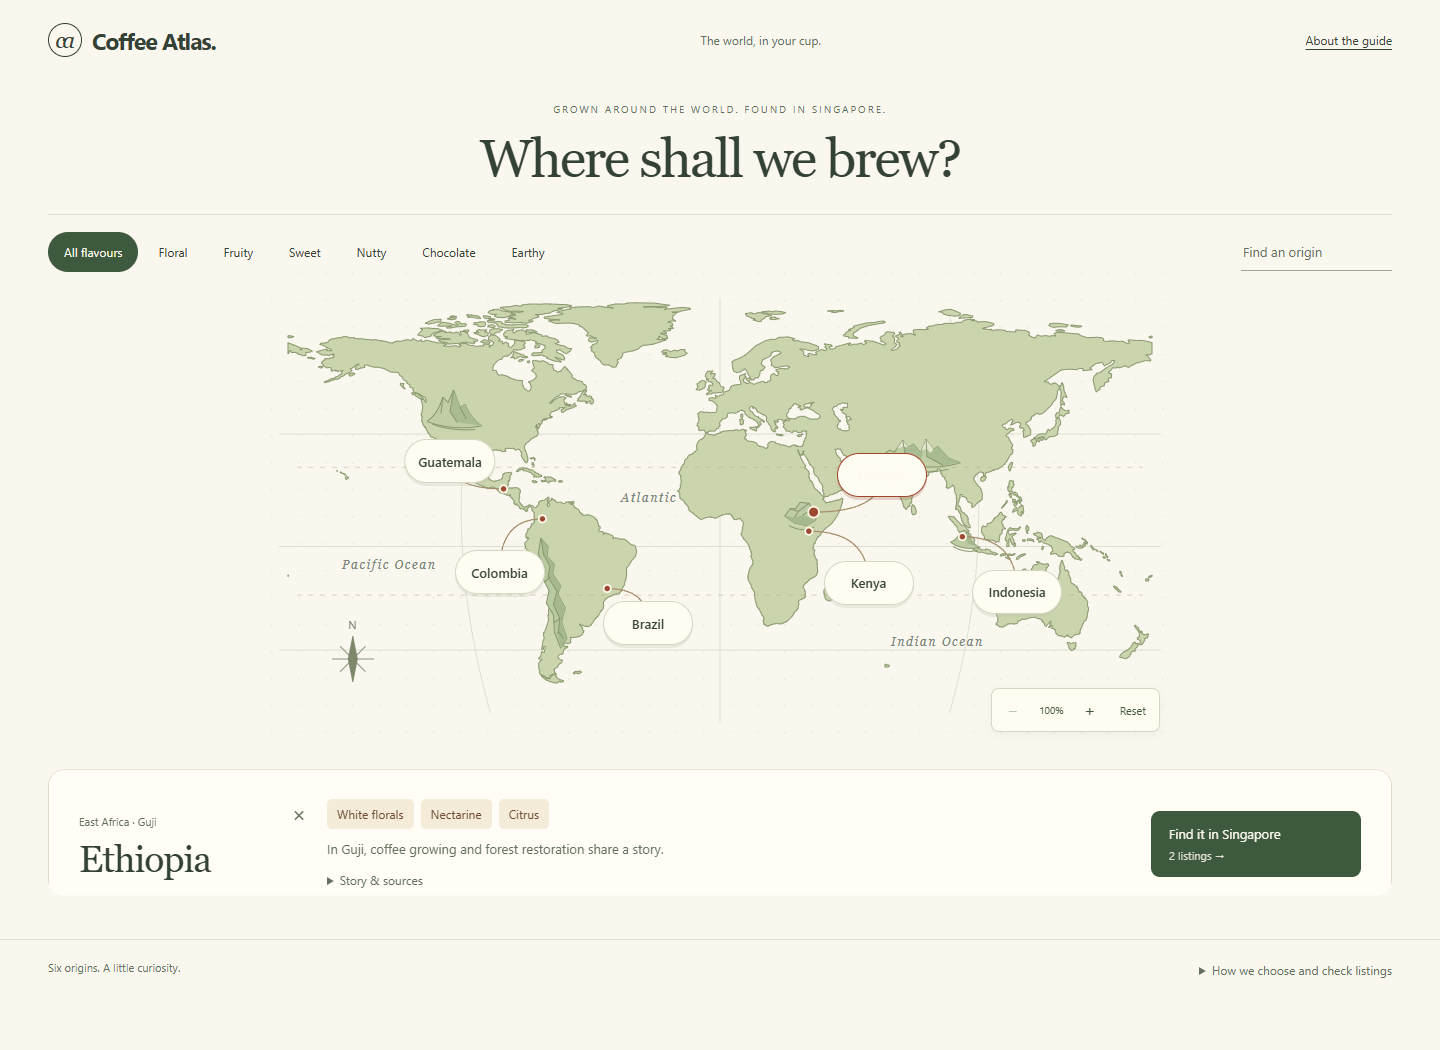 ca Coffee Atlas.
The world, in your cup.
About the guide
GROWN AROUND THE WORLD. FOUND IN SINGAPORE.
Where shall we brew?
All flavours
Floral
Fruity
Sweet
Nutty
Chocolate
Earthy
Find an origin
Guatemala
Atlantic
Pacific Ocean
Colombia
Kenya
Indonesia
Brazil
N
Indian Ocean
− 100% + Reset
East Africa · Guji
Ethiopia
×
White florals
Nectarine
Citrus
In Guji, coffee growing and forest restoration share a story.
▶ Story & sources
Find it in Singapore
2 listings →
Six origins. A little curiosity.
▶ How we choose and check listings